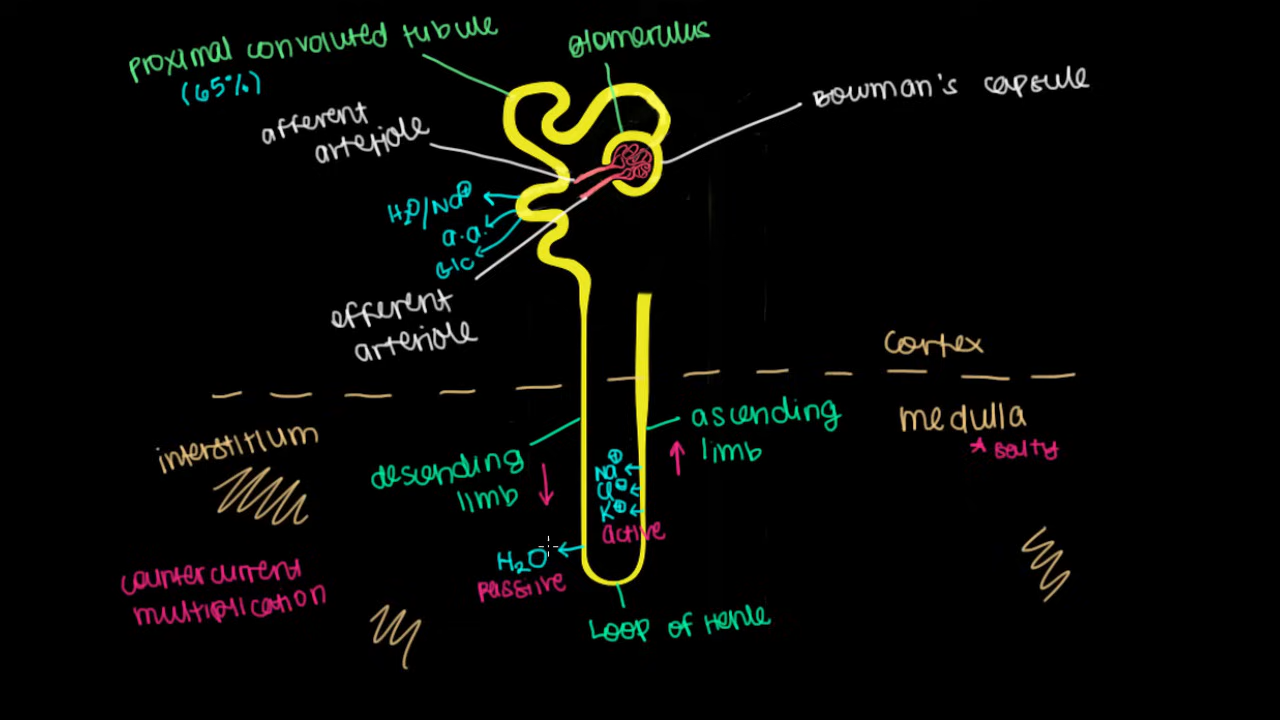 proximal convoluted tubule
(65%)
glomerulus
Bowman's capsule
afferent
arteriole
H2O/Na⊕
a.a.
Glc
efferent
arteriole
cortex
medulla
* salty
interstitium
ascending
limb
descending
limb
Na⊕
Cl⊖
K⊕
active
H2O
passive
countercurrent
multiplication
Loop of Henle